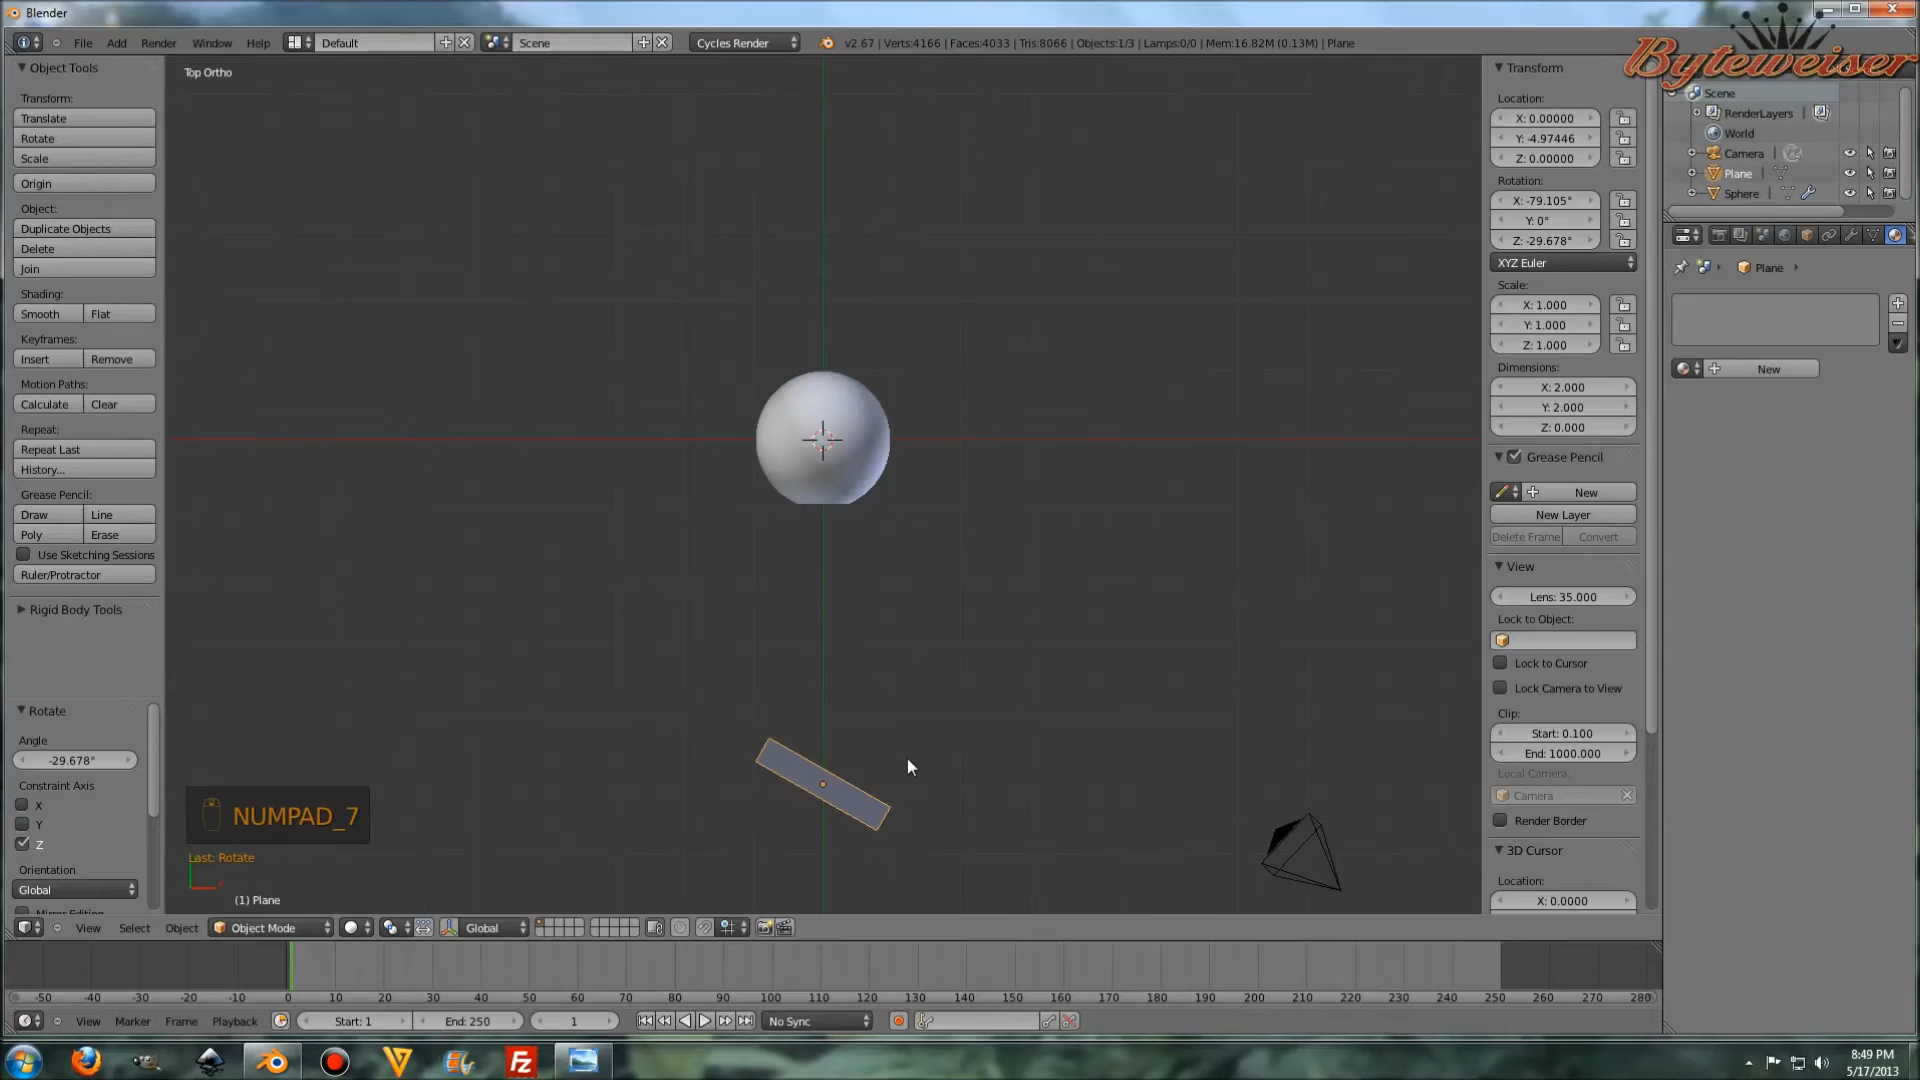 Blender
Byteweiser
File Add Render Window Help Default Scene Cycles Render v2.67 | Verts:4166 | Faces:4033 | Tris:8066 | Objects:1/3 | Lamps:0/0 | Mem:16.82M (0.13M) | Plane
Object Tools
Transform:
Translate
Rotate
Scale
Origin
Object:
Duplicate Objects
Delete
Join
Shading:
Smooth Flat
Keyframes:
Insert Remove
Motion Paths:
Calculate Clear
Repeat:
Repeat Last
History...
Grease Pencil:
Draw Line
Poly Erase
Use Sketching Sessions
Ruler/Protractor
Rigid Body Tools
Rotate
Angle
-29.678°
Constraint Axis
X
Y
Z
Orientation
Global
Mirror Editing
Top Ortho
NUMPAD_7
Last: Rotate
(1) Plane
Transform
Location:
X: 0.00000
Y: -4.97446
Z: 0.00000
Rotation:
X: -79.105°
Y: 0°
Z: -29.678°
XYZ Euler
Scale:
X: 1.000
Y: 1.000
Z: 1.000
Dimensions:
X: 2.000
Y: 2.000
Z: 0.000
Grease Pencil
New
New Layer
Delete Frame Convert
View
Lens: 35.000
Lock to Object:
Lock to Cursor
Lock Camera to View
Clip:
Start: 0.100
End: 1000.000
Local Camera:
Camera
Render Border
3D Cursor
Location:
X: 0.0000
Scene
RenderLayers
World
Camera
Plane
Sphere
Plane
New
View Select Object Object Mode Global
-50 -40 -30 -20 -10 0 10 20 30 40 50 60 70 80 90 100 110 120 130 140 150 160 170 180 190 200 210 220 230 240 250 260 270 280
View Marker Frame Playback Start: 1 End: 250 1 No Sync
8:49 PM
5/17/2013